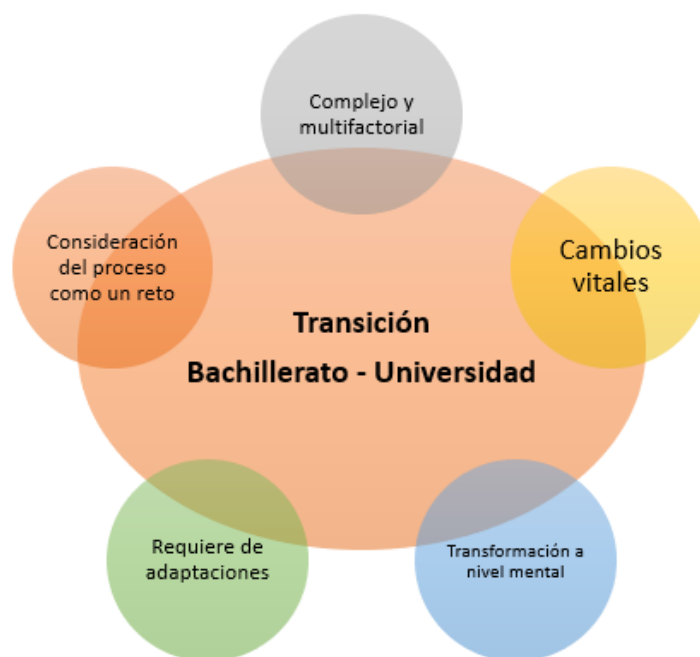 Complejo y
multifactorial
Consideración
del proceso
como un reto
Cambios
vitales
Transición
Bachillerato - Universidad
Requiere de
adaptaciones
Transformación a
nivel mental